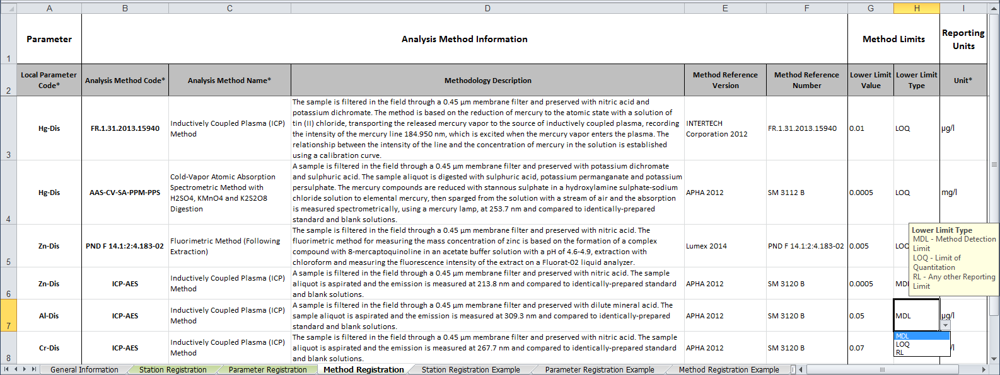 A B C D E F G H I
1 Parameter Analysis Method Information Method Limits Reporting
Units
2 Local Parameter
Code* Analysis Method Code* Analysis Method Name* Methodology Description Method Reference
Version Method Reference
Number Lower Limit
Value Lower Limit
Type Unit*
3 Hg-Dis FR.1.31.2013.15940 Inductively Coupled Plasma (ICP)
Method
The sample is filtered in the field through a 0.45 µm membrane filter and preserved with nitric acid and
potassium dichromate. The method is based on the reduction of mercury to the atomic state with a solution of
tin (II) chloride, transporting the released mercury vapor to the source of inductively coupled plasma, recording
the intensity of the mercury line 184.950 nm, which is excited when the mercury vapor enters the plasma. The
relationship between the intensity of the line and the concentration of mercury in the solution is established
using a calibration curve.
INTERTECH
Corporation 2012 FR.1.31.2013.15940 0.01 LOQ µg/l
4 Hg-Dis AAS-CV-SA-PPM-PPS Cold-Vapor Atomic Absorption
Spectrometric Method with
H2SO4, KMnO4 and K2S2O8
Digestion
A sample is filtered in the field through a 0.45 µm membrane filter and preserved with potassium dichromate
and sulphuric acid. The sample aliquot is digested with sulphuric acid, potassium permanganate and potassium
persulphate. The mercury compounds are reduced with stannous sulphate in a hydroxylamine sulphate-sodium
chloride solution to elemental mercury, then sparged from the solution with a stream of air and the absorption
is measured spectrometrically, using a mercury lamp, at 253.7 nm and compared to identically-prepared
standard and blank solutions.
APHA 2012 SM 3112 B 0.0005 LOQ mg/l
5 Zn-Dis PND F 14.1:2:4.183-02 Fluorimetric Method (Following
Extraction)
The sample is filtered in the field through a 0.45 µm membrane filter and preserved with nitric acid. The
fluorimetric method for measuring the mass concentration of zinc is based on the formation of a complex
compound with 8-mercaptoquinoline in an acetate buffer solution with a pH of 4.6-4.9, extraction with
chloroform and measuring the fluorescence intensity of the extract on a Fluorat-02 liquid analyzer.
Lumex 2014 PND F 14.1:2:4.183-02 0.005 LOQ
Lower Limit Type
MDL - Method Detection
Limit
LOQ - Limit of
Quantitation
RL - Any other Reporting
Limit
6 Zn-Dis ICP-AES Inductively Coupled Plasma (ICP)
Method
A sample is filtered in the field through a 0.45 µm membrane filter and preserved with nitric acid. The sample
aliquot is aspirated and the emission is measured at 213.8 nm and compared to identically-prepared standard
and blank solutions.
APHA 2012 SM 3120 B 0.0005 MDL
7 Al-Dis ICP-AES Inductively Coupled Plasma (ICP)
Method
A sample is filtered in the field through a 0.45 µm membrane filter and preserved with dilute mineral acid. The
sample aliquot is aspirated and the emission is measured at 309.3 nm and compared to identically-prepared
standard and blank solutions.
APHA 2012 SM 3120 B 0.05 MDL µg/l
MDL
LOQ
RL
8 Cr-Dis ICP-AES Inductively Coupled Plasma (ICP)
Method
The sample is filtered in the field through a 0.45 µm membrane filter and preserved with nitric acid. The sample
aliquot is aspirated and the emission is measured at 267.7 nm and compared to identically-prepared standard
and blank solutions.
APHA 2012 SM 3120 B 0.07 /l
General Information Station Registration Parameter Registration Method Registration Station Registration Example Parameter Registration Example Method Registration Example